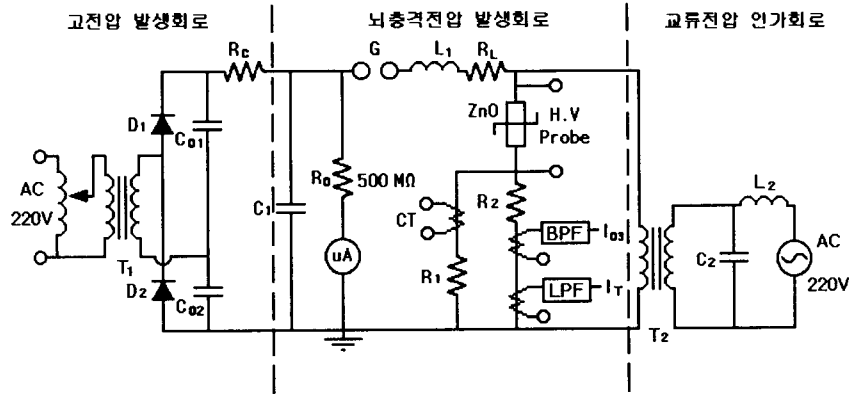 고전압 발생회로
뇌충격전압 발생회로
교류전압 인가회로
RC
G
L1
RL
D1
C01
ZnO
H.V
Probe
AC
220V
T1
C1
R0
500 MΩ
uA
CT
R2
BPF
I03
R1
LPF
IT
D2
C02
L2
C2
AC
220V
T2